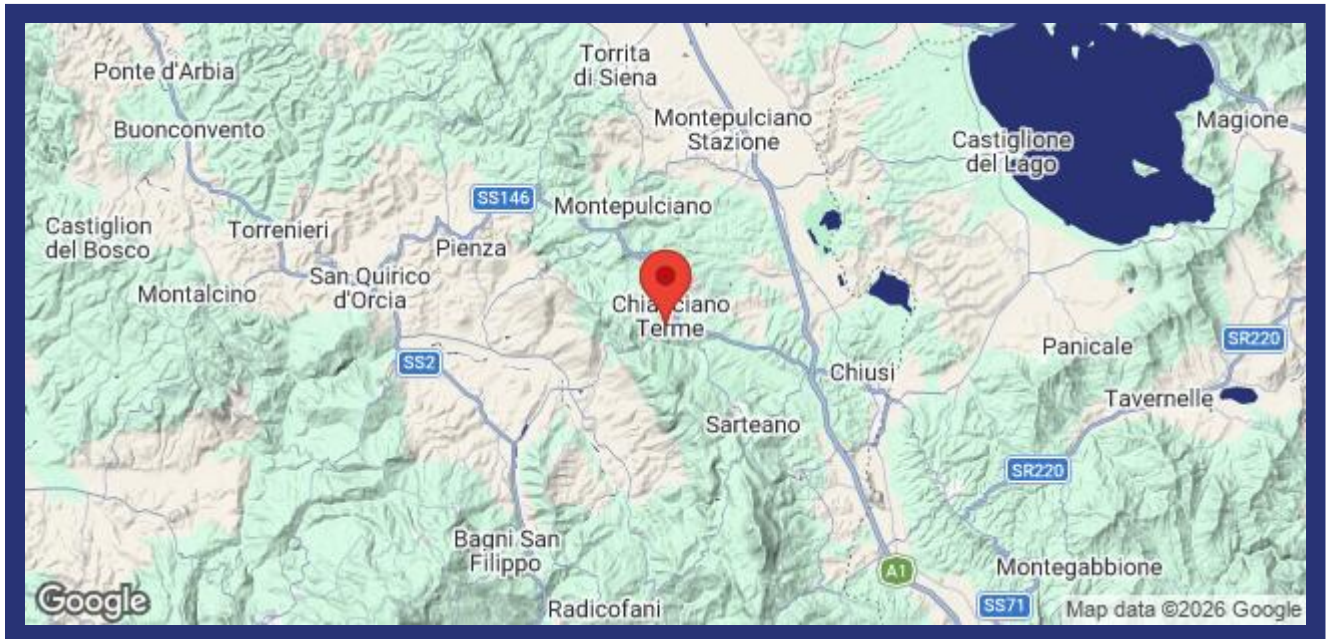 Torrita
di Siena
Ponte d'Arbia
Montepulciano
Stazione
Magione
Buonconvento
Castiglione
del Lago
SS146
Montepulciano
Castiglion
del Bosco
Torrenieri
Pienza
San Quirico
d'Orcia
Montalcino
Chianciano
Terme
SR220
Panicale
SS2
Chiusi
Tavernelle
Sarteano
SR220
Bagni San
Filippo
A1
Montegabbione
Google
Radicofani
SS71
Map data ©2026 Google